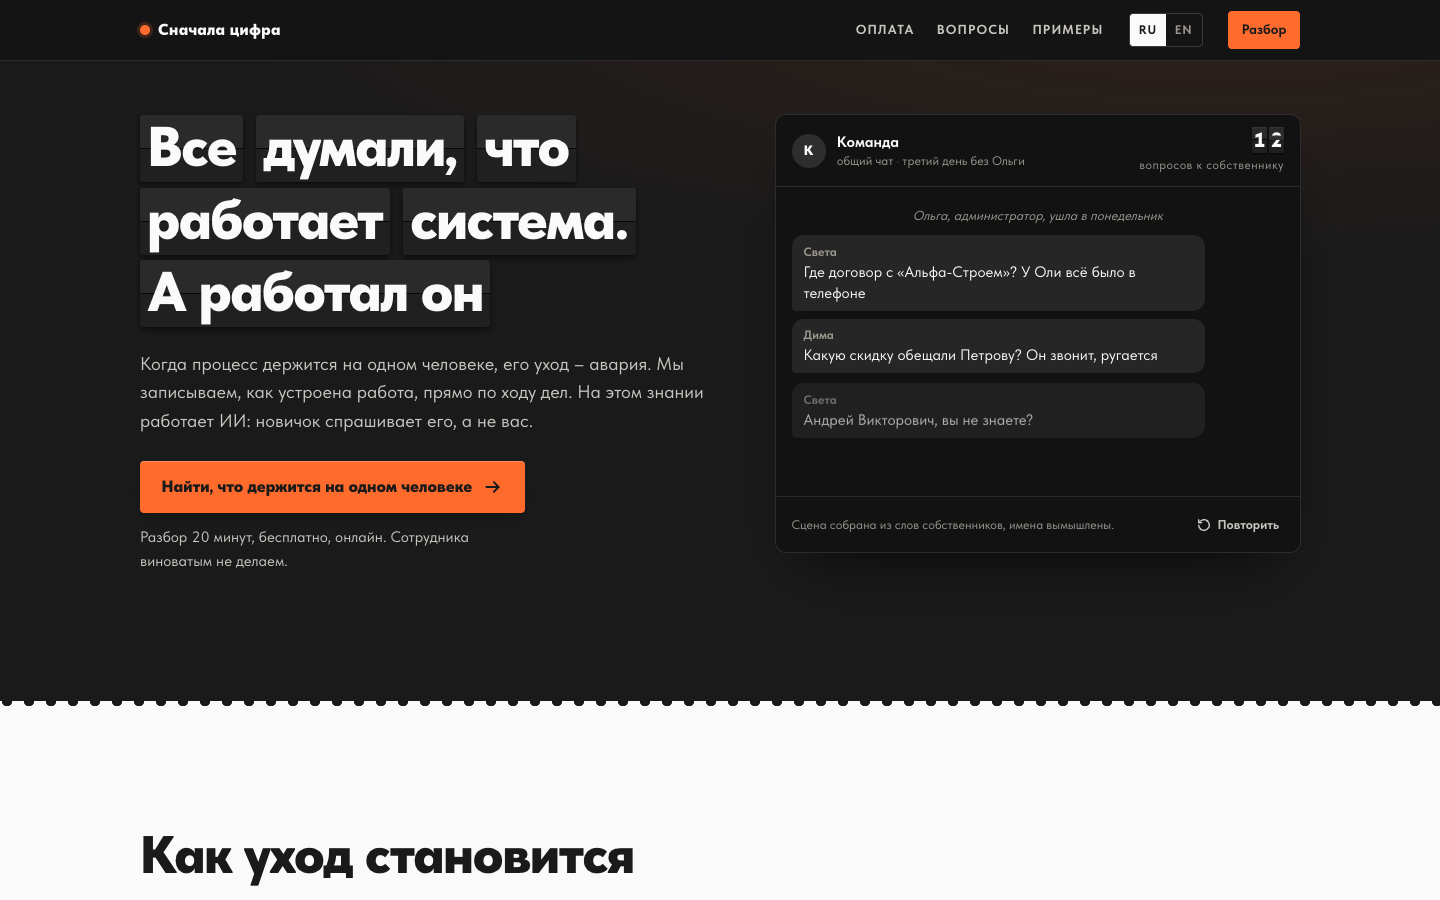 Сначала цифра
ОПЛАТА ВОПРОСЫ ПРИМЕРЫ RU EN Разбор
Все думали, что
работает система.
А работал он
Когда процесс держится на одном человеке, его уход – авария. Мы
записываем, как устроена работа, прямо по ходу дел. На этом знании
работает ИИ: новичок спрашивает его, а не вас.
Найти, что держится на одном человеке →
Разбор 20 минут, бесплатно, онлайн. Сотрудника
виноватым не делаем.
К
Команда
общий чат · третий день без Ольги
12
вопросов к собственнику
Ольга, администратор, ушла в понедельник
Света
Где договор с «Альфа-Строем»? У Оли всё было в
телефоне
Дима
Какую скидку обещали Петрову? Он звонит, ругается
Света
Андрей Викторович, вы не знаете?
Сцена собрана из слов собственников, имена вымышлены.
Повторить
Как уход становится